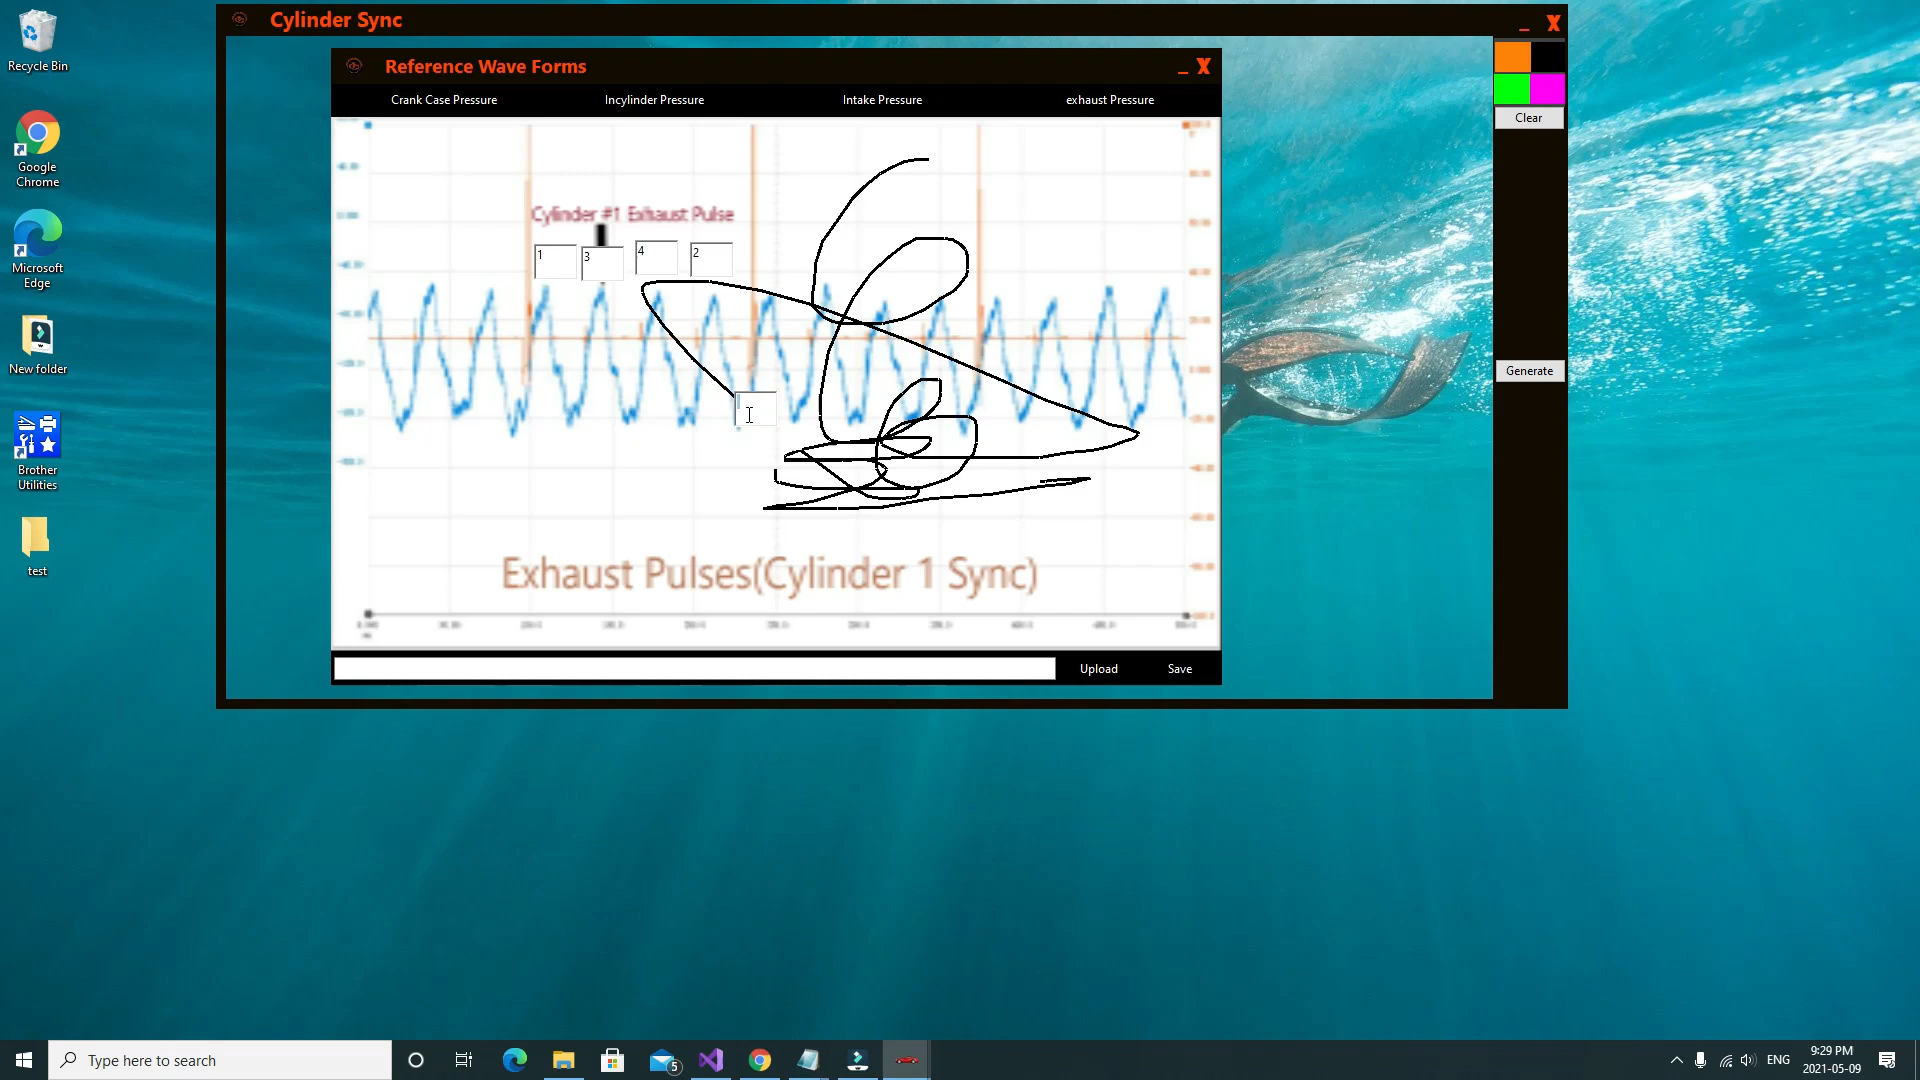 Recycle Bin
Google Chrome
Microsoft Edge
New folder
Brother Utilities
test
Cylinder Sync
_ X
Reference Wave Forms
_ X
Crank Case Pressure
Incylinder Pressure
Intake Pressure
exhaust Pressure
Cylinder #1 Exhaust Pulse
1
3
4
2
Exhaust Pulses(Cylinder 1 Sync)
Upload
Save
Clear
Generate
Type here to search
5
ENG
9:29 PM
2021-05-09